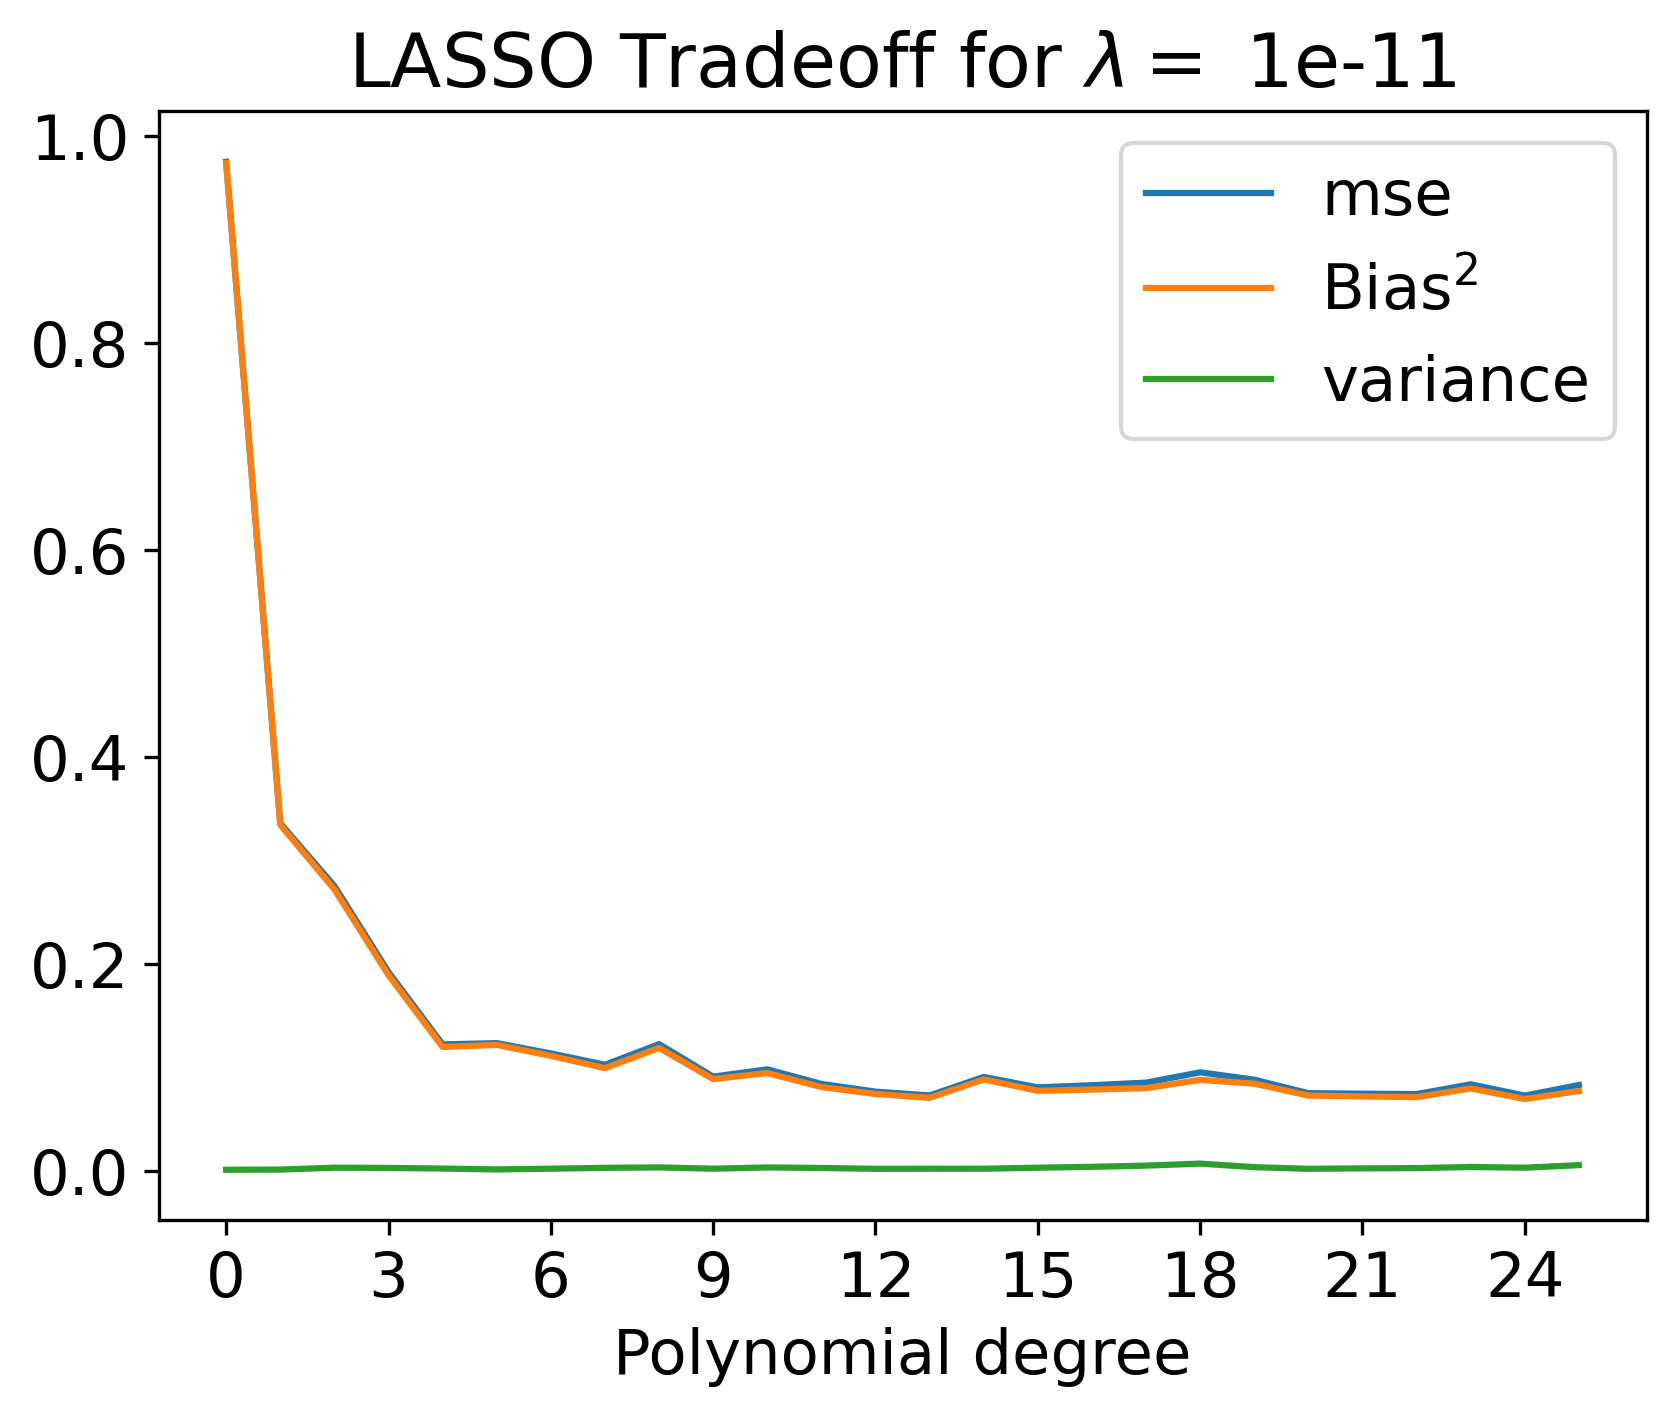 LASSO Tradeoff for λ = 1e-11
mse
Bias²
variance
1.0
0.8
0.6
0.4
0.2
0.0
0 3 6 9 12 15 18 21 24
Polynomial degree